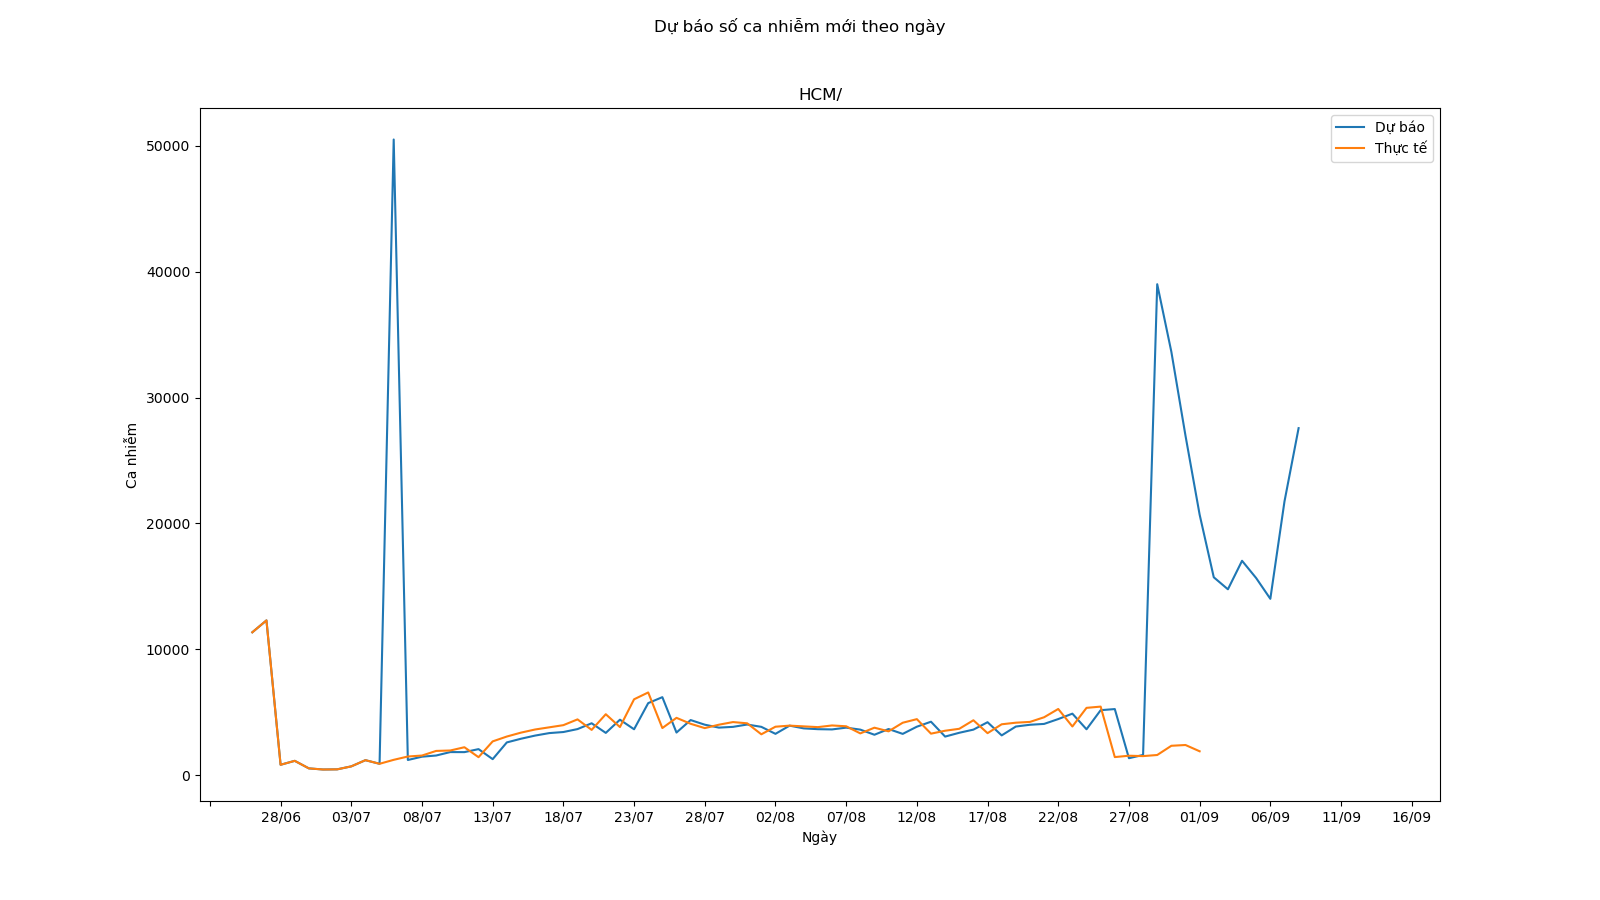 Dự báo số ca nhiễm mới theo ngày
HCM/
Dự báo
Thực tế
50000
40000
30000
20000
10000
0
Ca nhiễm
28/06 03/07 08/07 13/07 18/07 23/07 28/07 02/08 07/08 12/08 17/08 22/08 27/08 01/09 06/09 11/09 16/09
Ngày